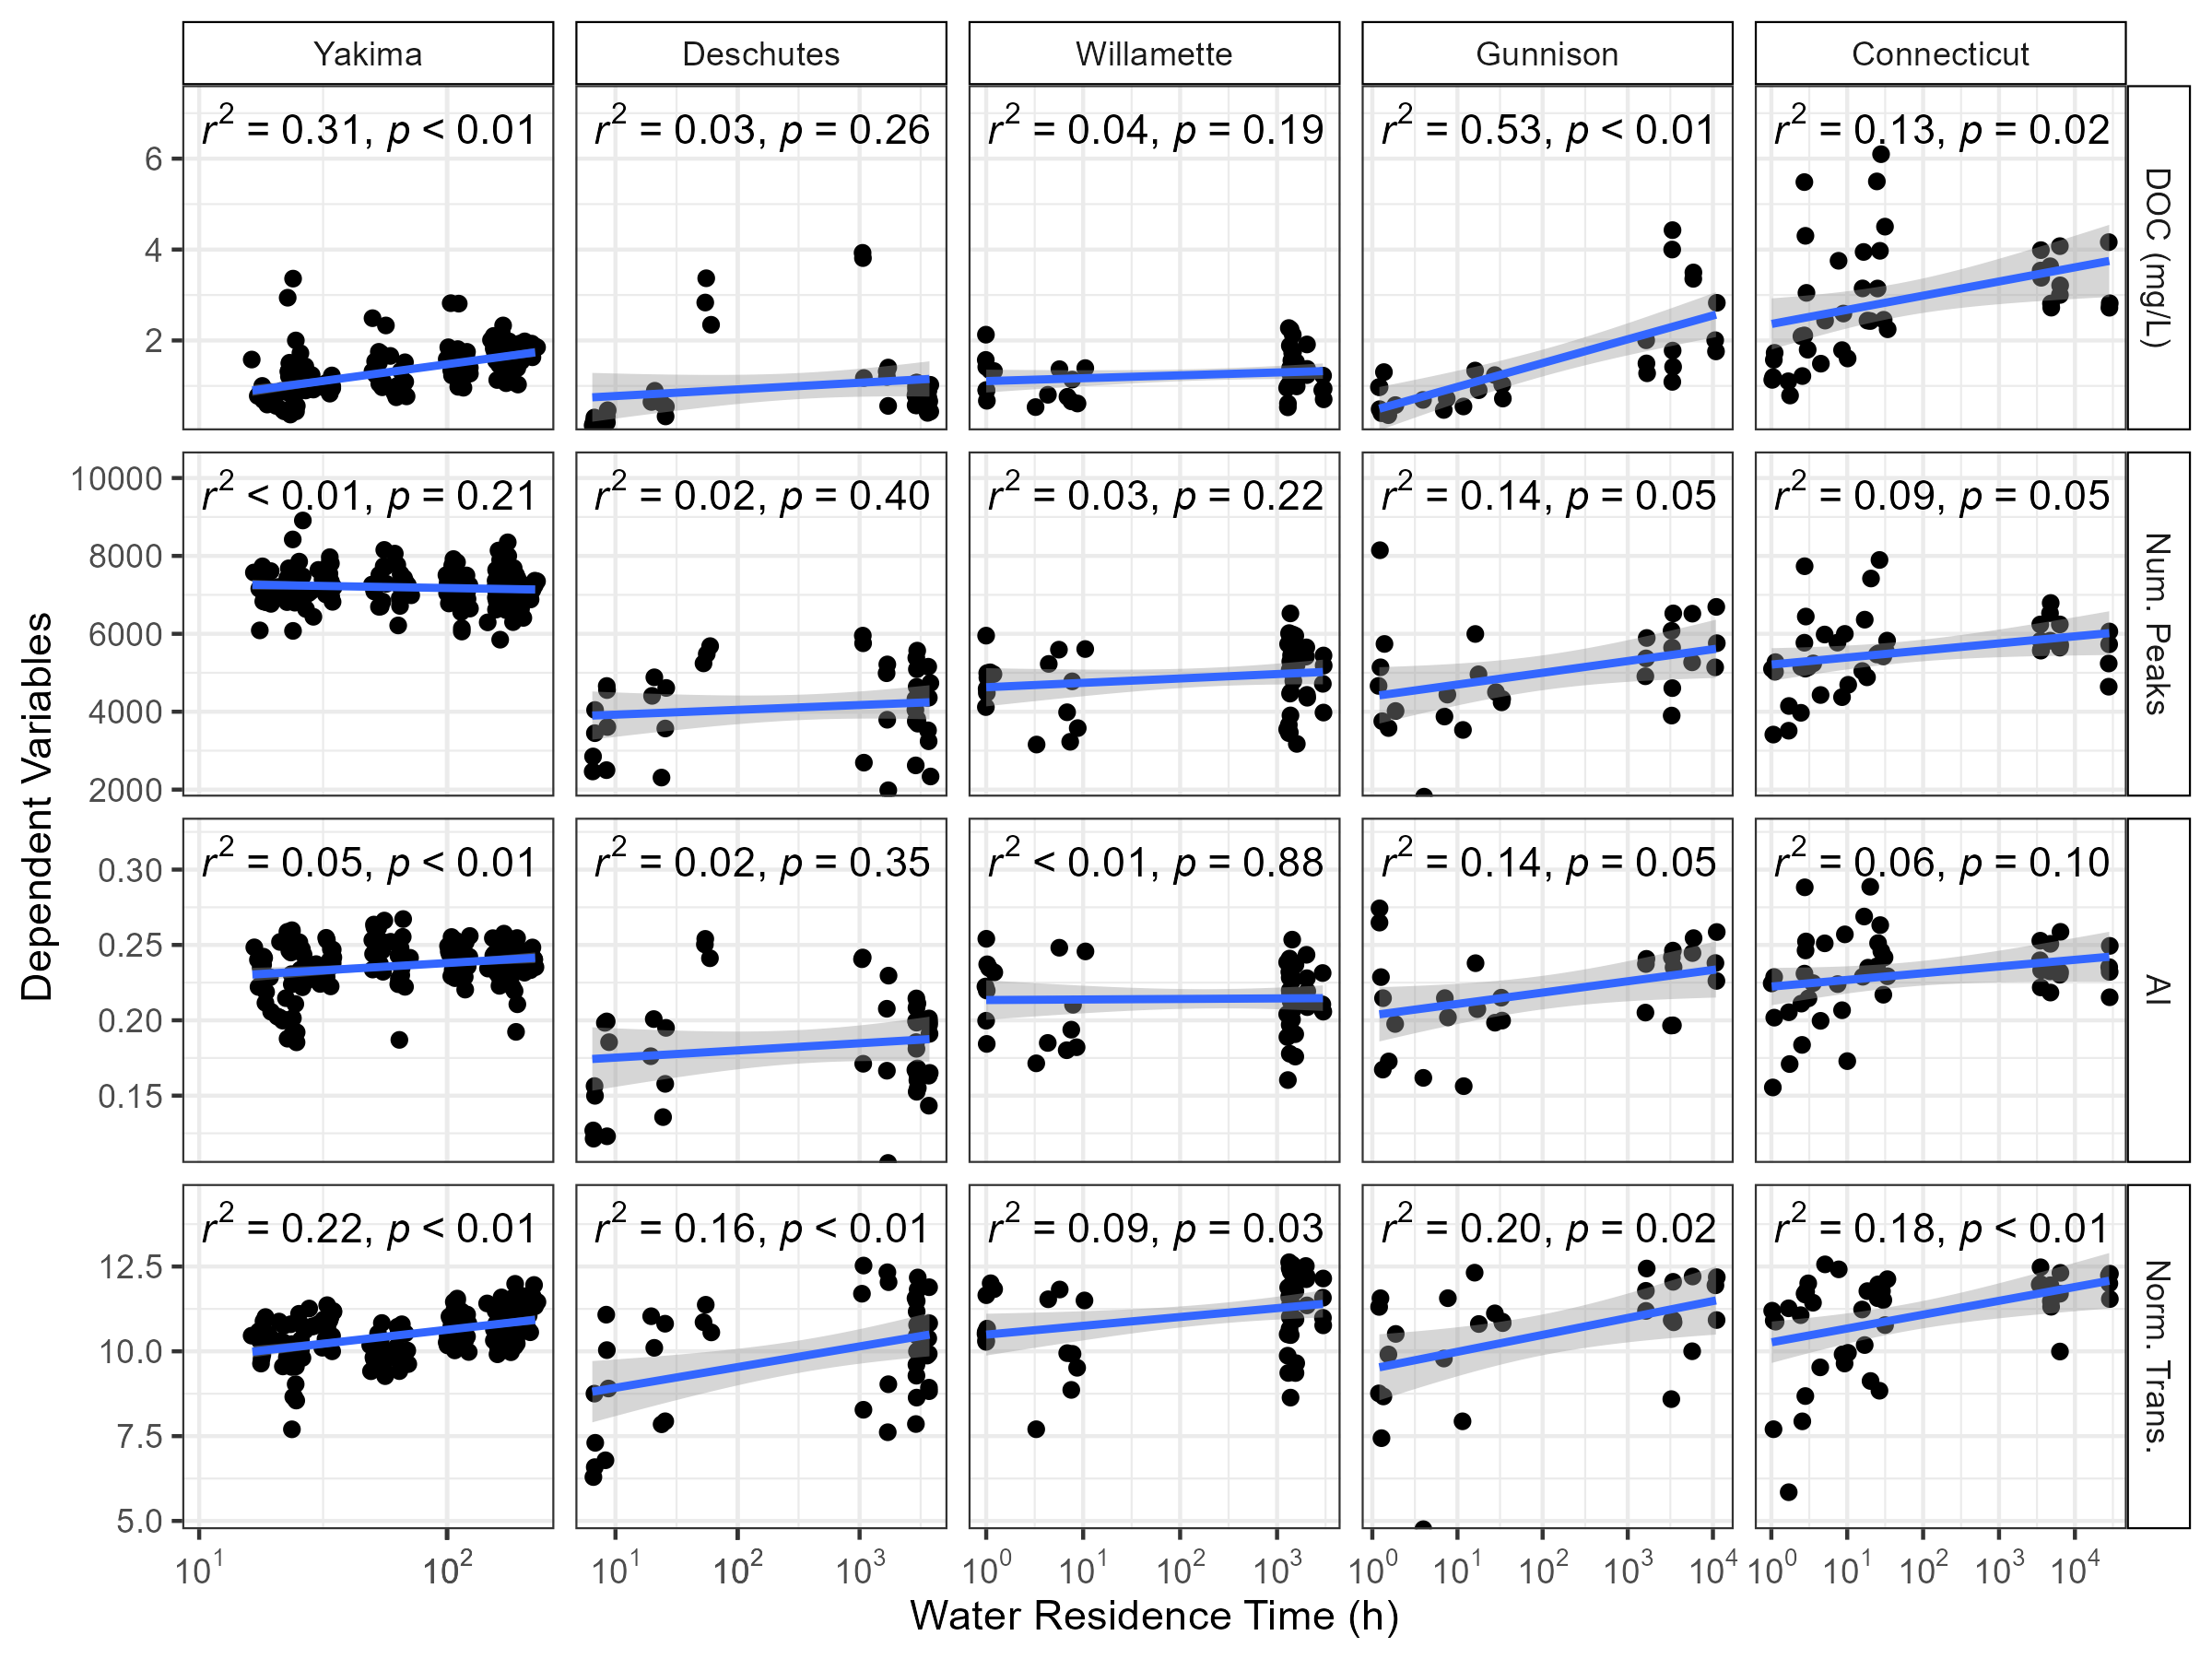 Yakima Deschutes Willamette Gunnison Connecticut
r² = 0.31, p < 0.01 r² = 0.03, p = 0.26 r² = 0.04, p = 0.19 r² = 0.53, p < 0.01 r² = 0.13, p = 0.02
6
4
2
DOC (mg/L)
r² < 0.01, p = 0.21 r² = 0.02, p = 0.40 r² = 0.03, p = 0.22 r² = 0.14, p = 0.05 r² = 0.09, p = 0.05
10000
8000
6000
4000
2000
Num. Peaks
Dependent Variables
r² = 0.05, p < 0.01 r² = 0.02, p = 0.35 r² < 0.01, p = 0.88 r² = 0.14, p = 0.05 r² = 0.06, p = 0.10
0.30
0.25
0.20
0.15
AI
r² = 0.22, p < 0.01 r² = 0.16, p < 0.01 r² = 0.09, p = 0.03 r² = 0.20, p = 0.02 r² = 0.18, p < 0.01
12.5
10.0
7.5
5.0
Norm. Trans.
10¹ 10² 10¹ 10² 10³ 10⁰ 10¹ 10² 10³ 10⁰ 10¹ 10² 10³ 10⁴ 10⁰ 10¹ 10² 10³ 10⁴
Water Residence Time (h)